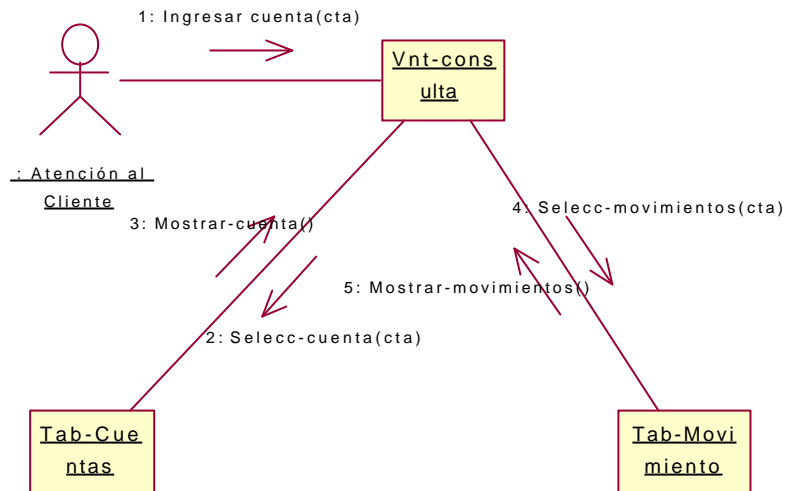 1: Ingresar cuenta(cta)
Vnt-cons
ulta
: Atención al
Cliente
3: Mostrar-cuenta()
4: Selecc-movimientos(cta)
5: Mostrar-movimientos()
2: Selecc-cuenta(cta)
Tab-Cue
ntas
Tab-Movi
miento